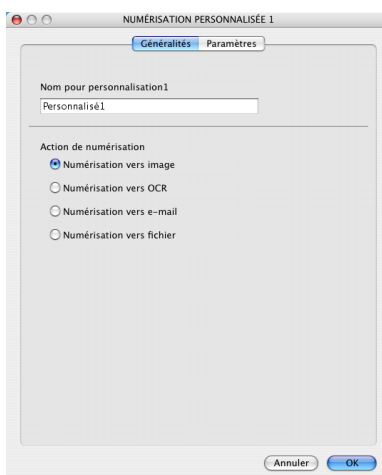 NUMÉRISATION PERSONNALISÉE 1
Généralités Paramètres
Nom pour personnalisation1
Personnalisé1
Action de numérisation
Numérisation vers image
Numérisation vers OCR
Numérisation vers e-mail
Numérisation vers fichier
Annuler OK